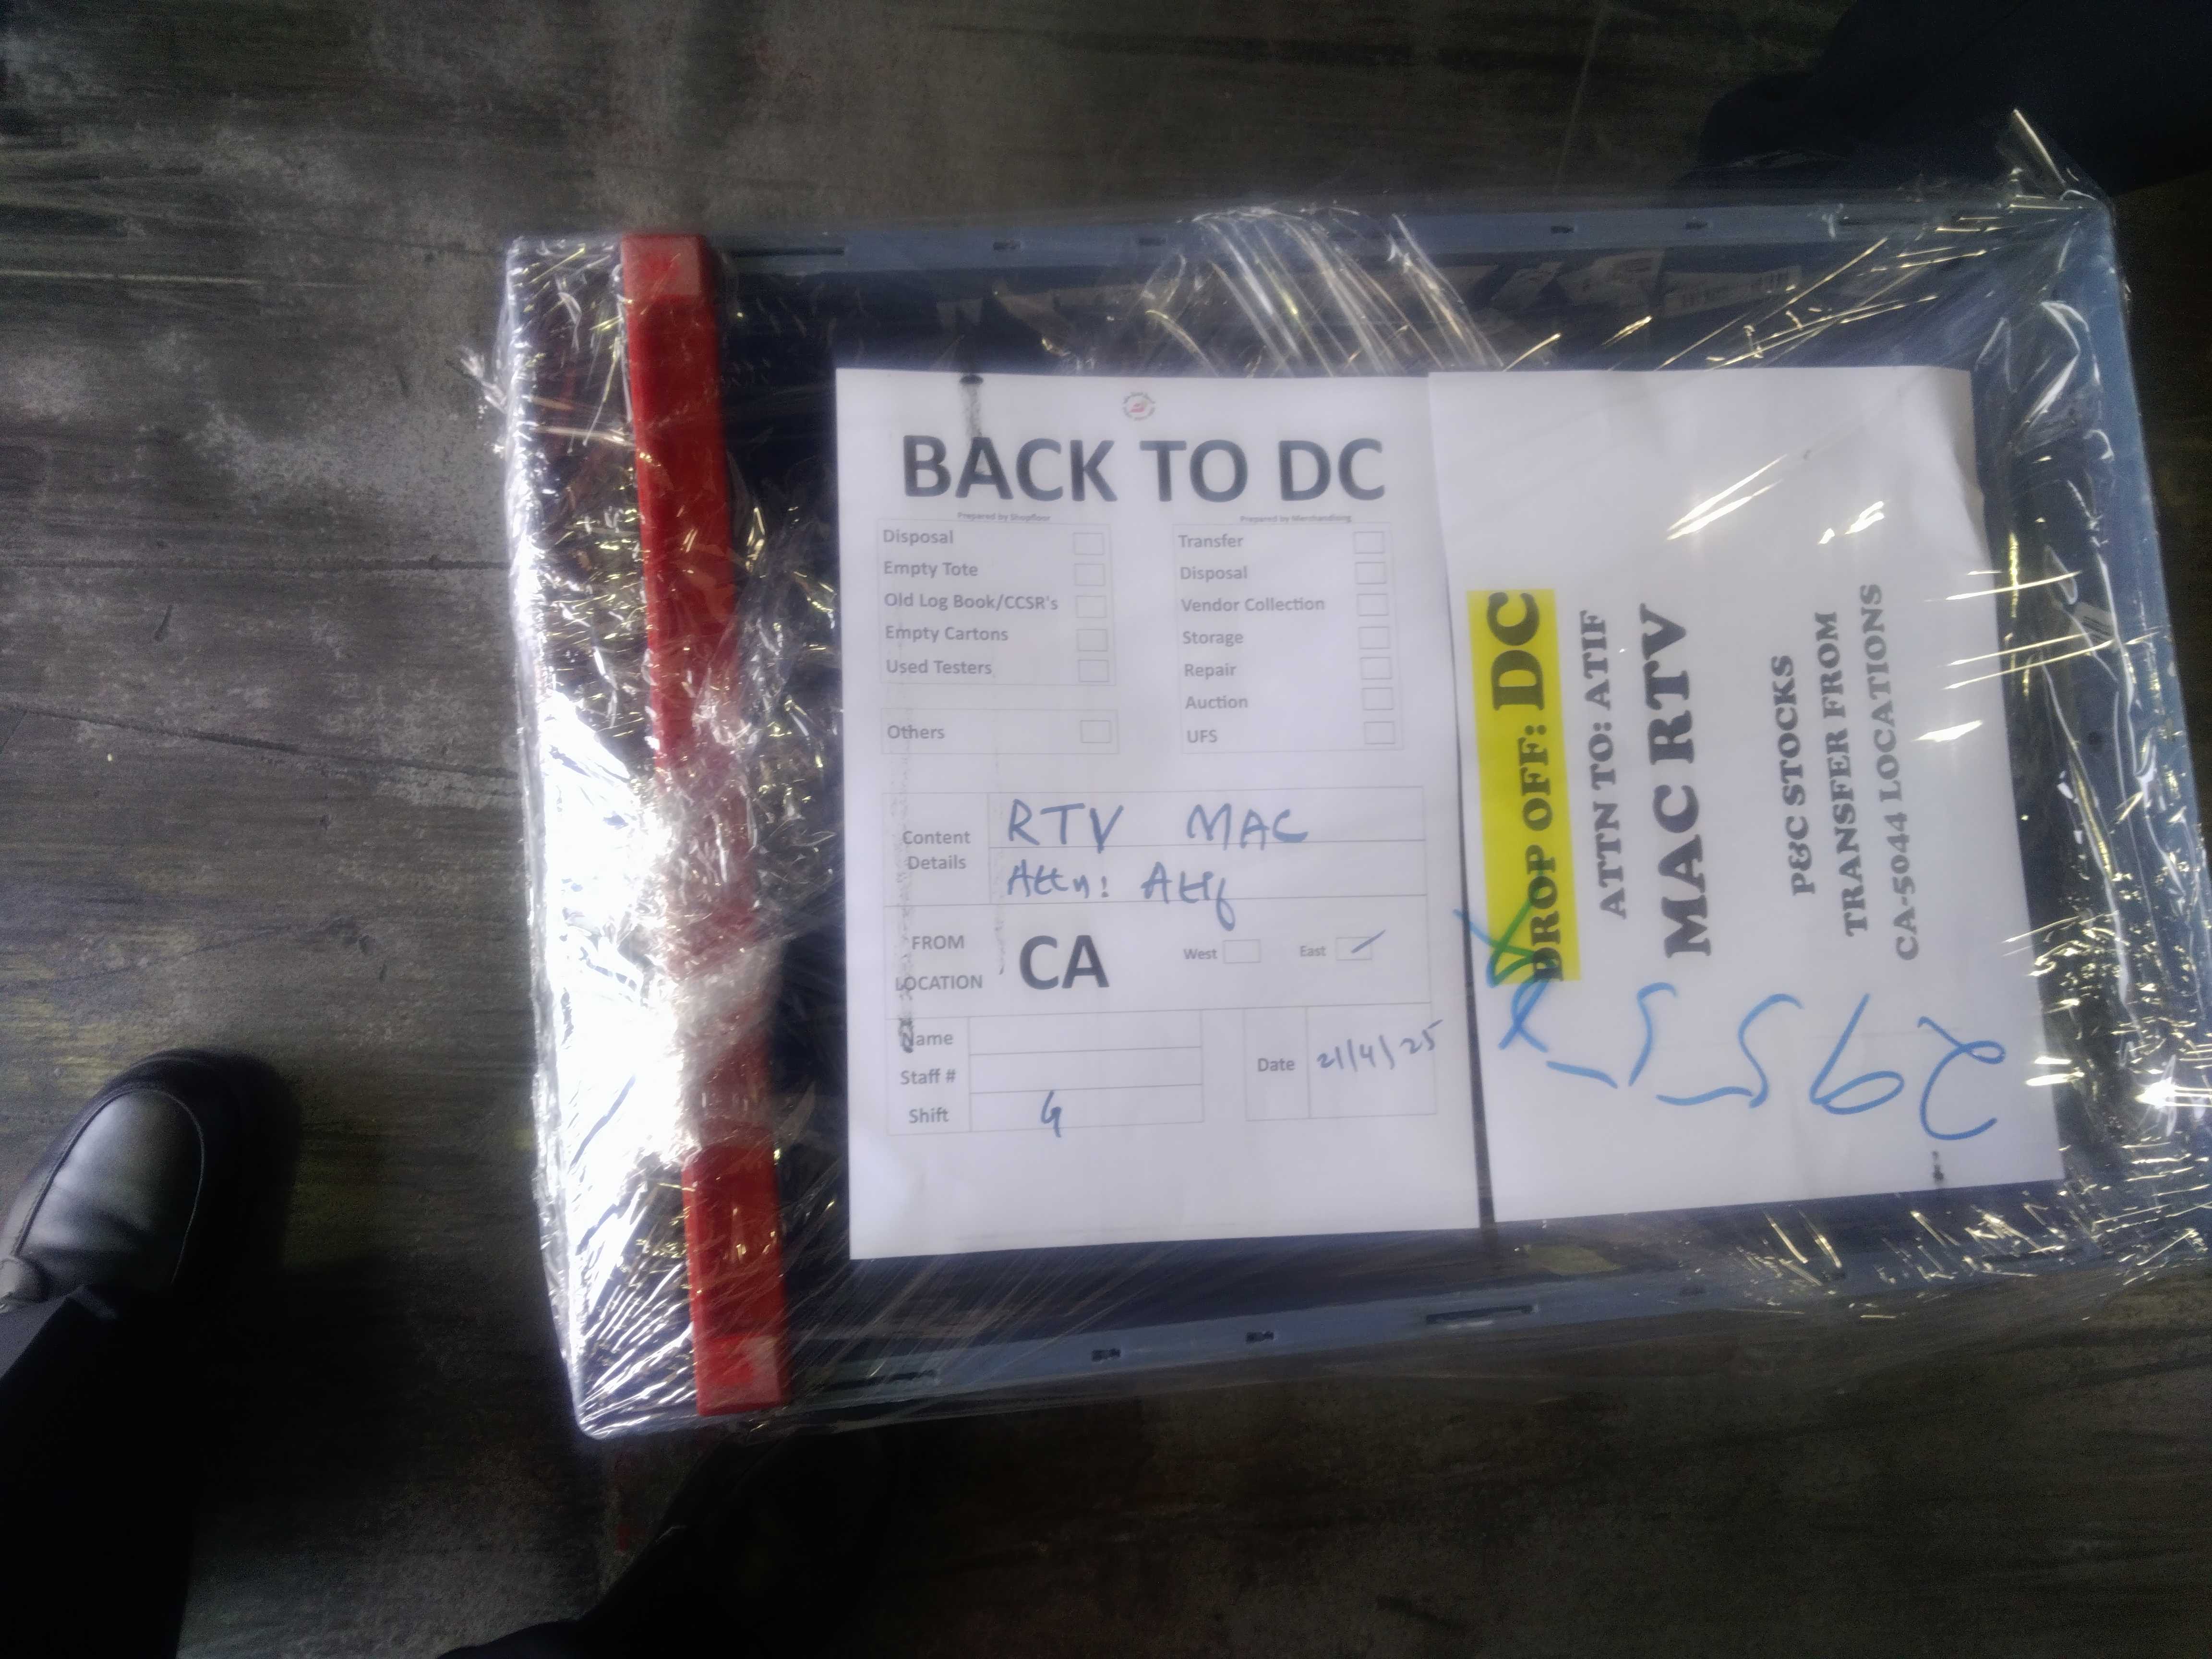 BACK TO DC
Prepared by Shopfloor
Disposal
Empty Tote
Old Log Book/CCSR's
Empty Cartons
Used Testers
Others
Prepared by Merchandising
Transfer
Disposal
Vendor Collection
Storage
Repair
Auction
UFS
Content Details
RTV MAC
Attn: Atif
FROM LOCATION
CA
West
East
Name
Staff #
Shift
G
Date
21/4/25
DROP OFF: DC
ATTN TO: ATIF
MAC RTV
P&C STOCKS
TRANSFER FROM
CA-5044 LOCATIONS